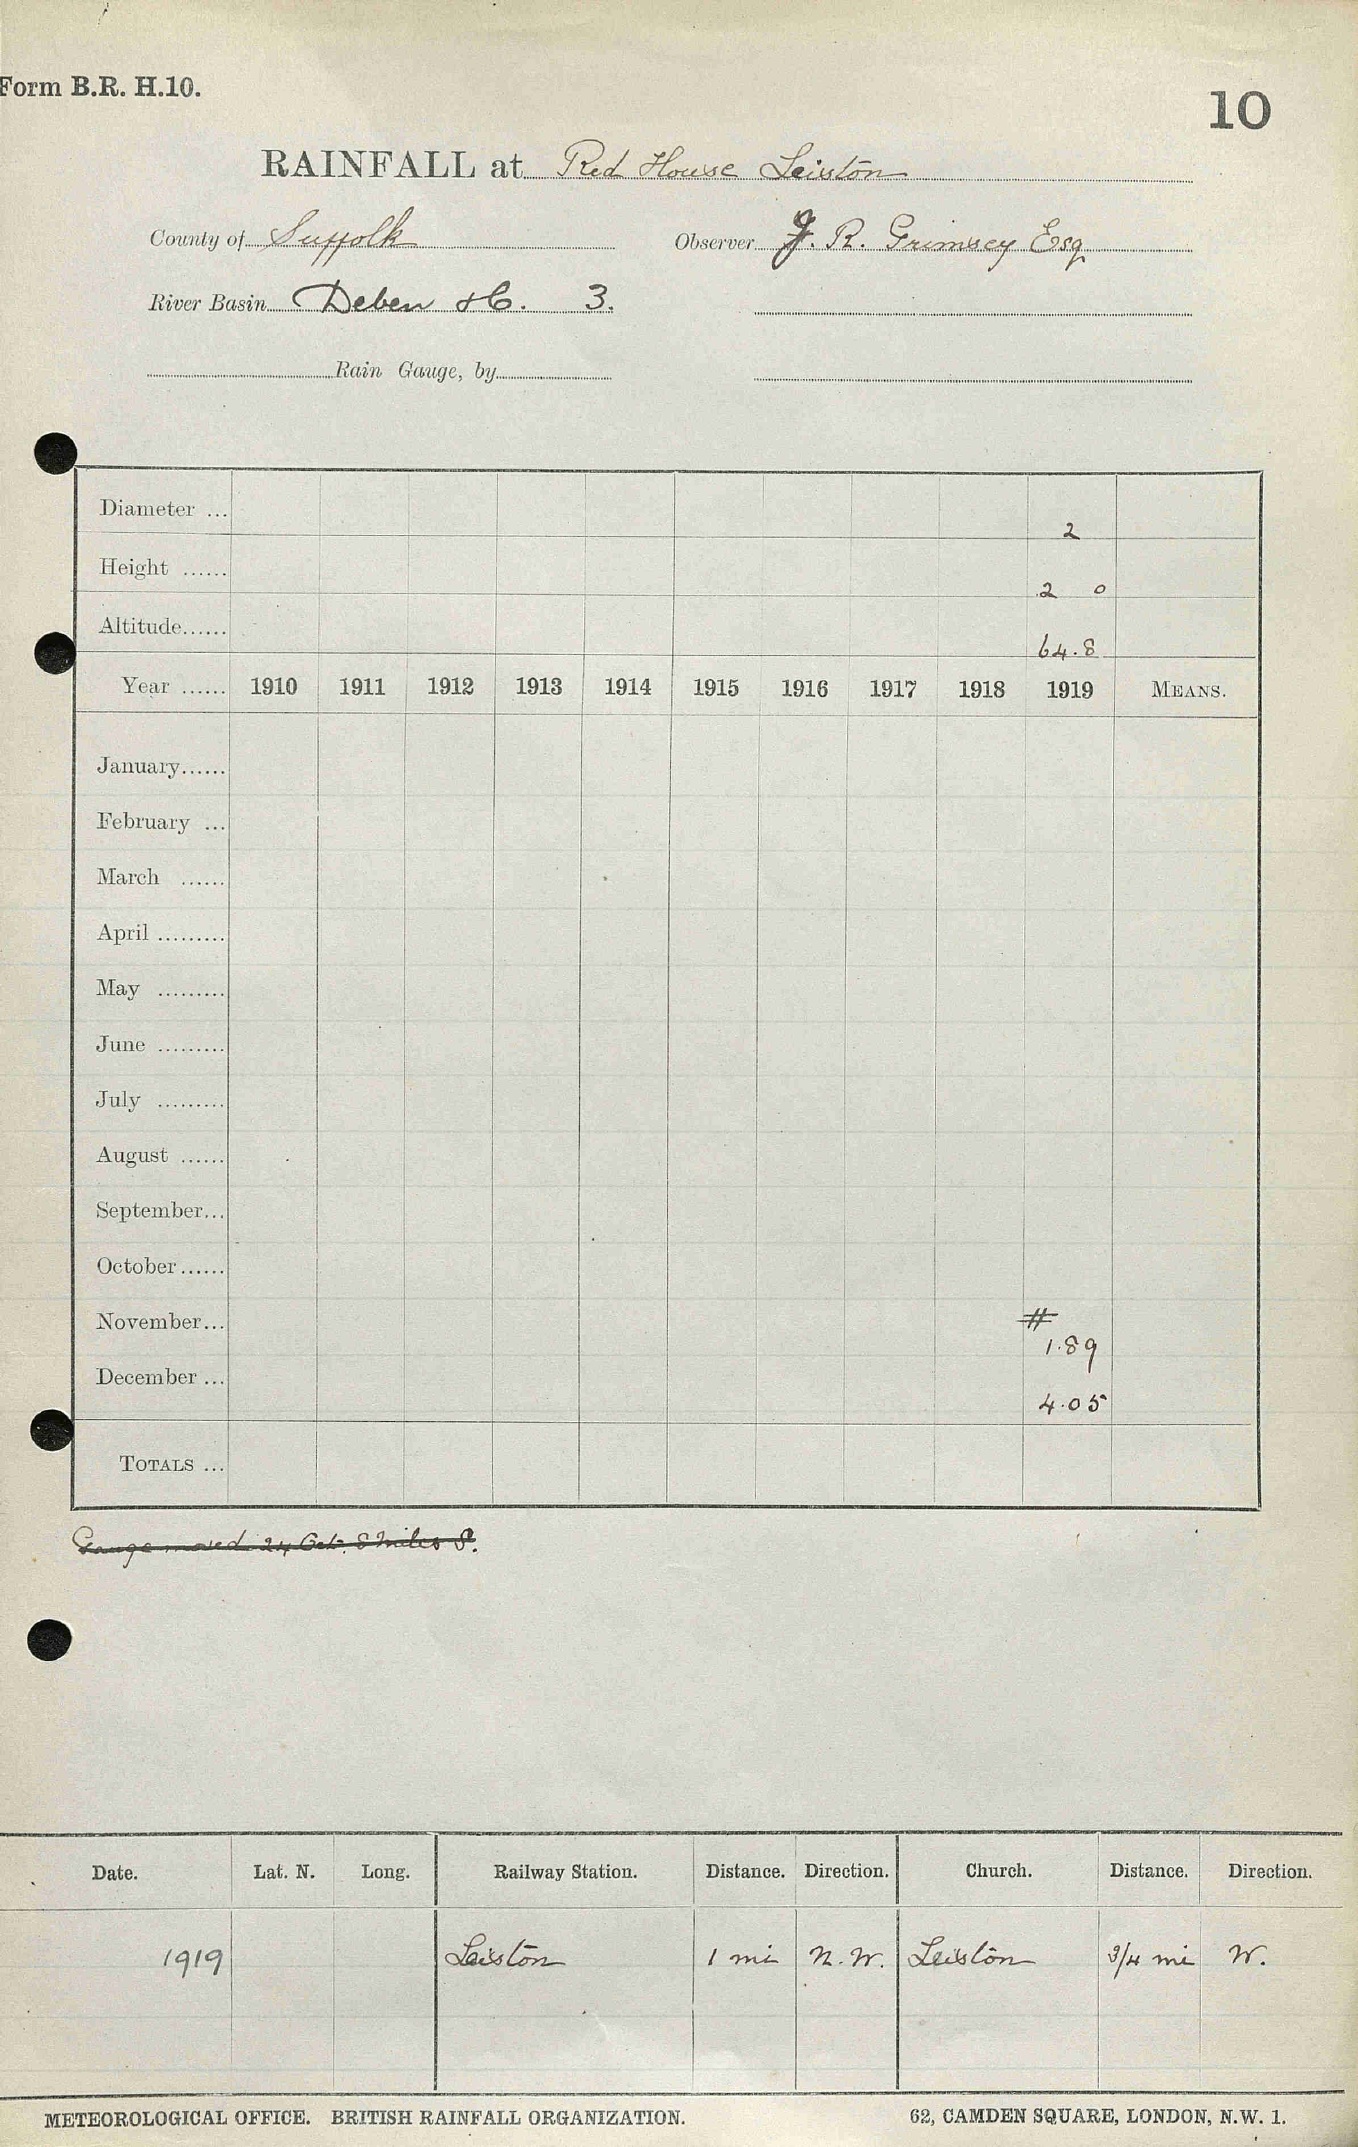 Form B.R. H.10.
10
RAINFALL at Red House Leiston
County of Suffolk Observer J. R. Grimsey Esq
River Basin Deben &c. 3.
Rain Gauge, by
Diameter ... 2
Height ...... 2 0
Altitude...... 64.8
Year ...... 1910 1911 1912 1913 1914 1915 1916 1917 1918 1919 MEANS.
January......
February ...
March ......
April .........
May .........
June .........
July .........
August ......
September...
October......
November... # 1.89
December ... 4.05
TOTALS ...
Gauge moved 24 Oct. 8 miles S.
Date. Lat. N. Long. Railway Station. Distance. Direction. Church. Distance. Direction.
1919 Leiston 1 mi N.W. Leiston 3/4 mi W.
METEOROLOGICAL OFFICE. BRITISH RAINFALL ORGANIZATION. 62, CAMDEN SQUARE, LONDON, N.W. 1.